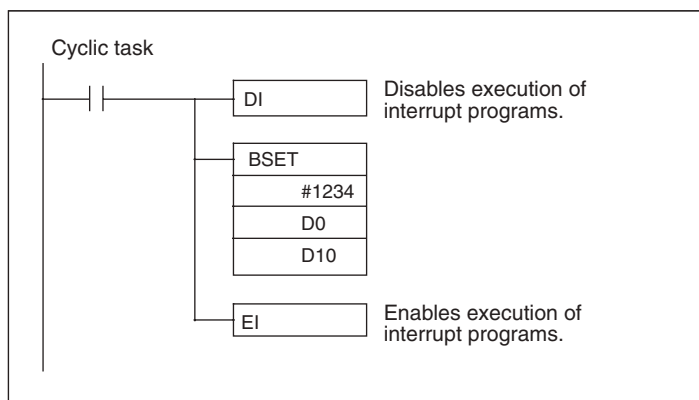 Cyclic task
DI
Disables execution of
interrupt programs.
BSET
#1234
D0
D10
EI
Enables execution of
interrupt programs.